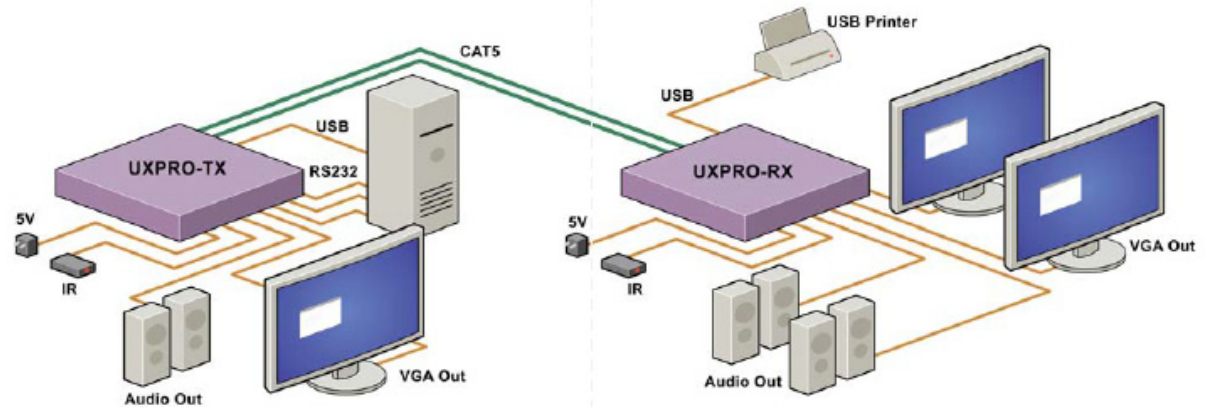 CAT5
USB Printer
USB
USB
UXPRO-TX
RS232
UXPRO-RX
5V
IR
5V
IR
VGA Out
VGA Out
Audio Out
Audio Out